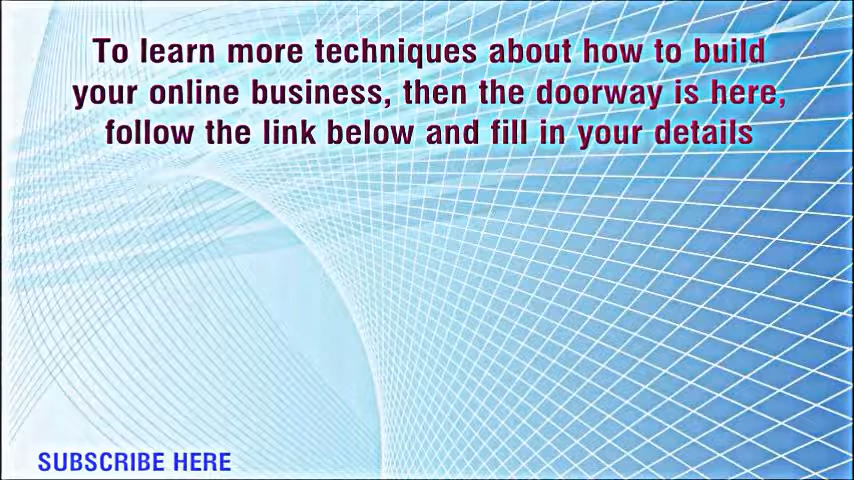 To learn more techniques about how to build
your online business, then the doorway is here,
follow the link below and fill in your details
SUBSCRIBE HERE